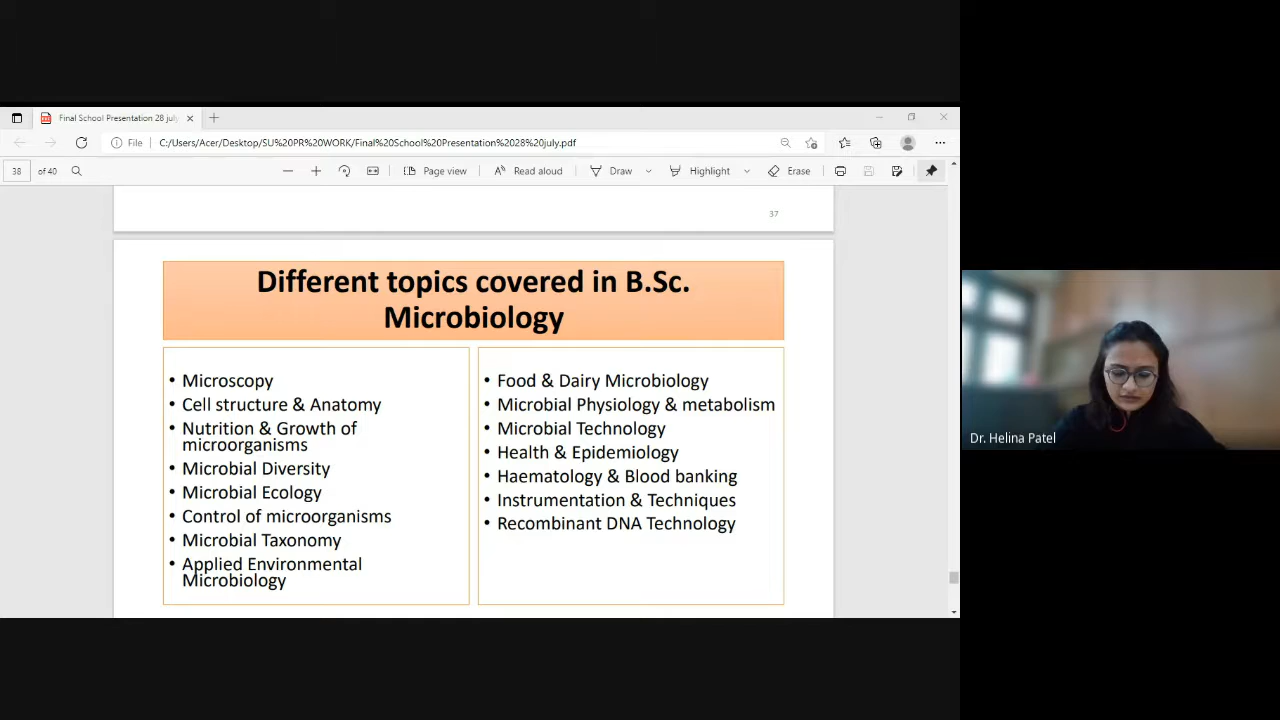 Final School Presentation 28 jul
File
C:/Users/Acer/Desktop/SU%20PR%20WORK/Final%20School%20Presentation%2028%20july.pdf
38
of 40
Page view
Read aloud
Draw
Highlight
Erase
37
Different topics covered in B.Sc.
Microbiology
• Microscopy
• Cell structure & Anatomy
• Nutrition & Growth of
microorganisms
• Microbial Diversity
• Microbial Ecology
• Control of microorganisms
• Microbial Taxonomy
• Applied Environmental
Microbiology
• Food & Dairy Microbiology
• Microbial Physiology & metabolism
• Microbial Technology
• Health & Epidemiology
• Haematology & Blood banking
• Instrumentation & Techniques
• Recombinant DNA Technology
Dr. Helina Patel